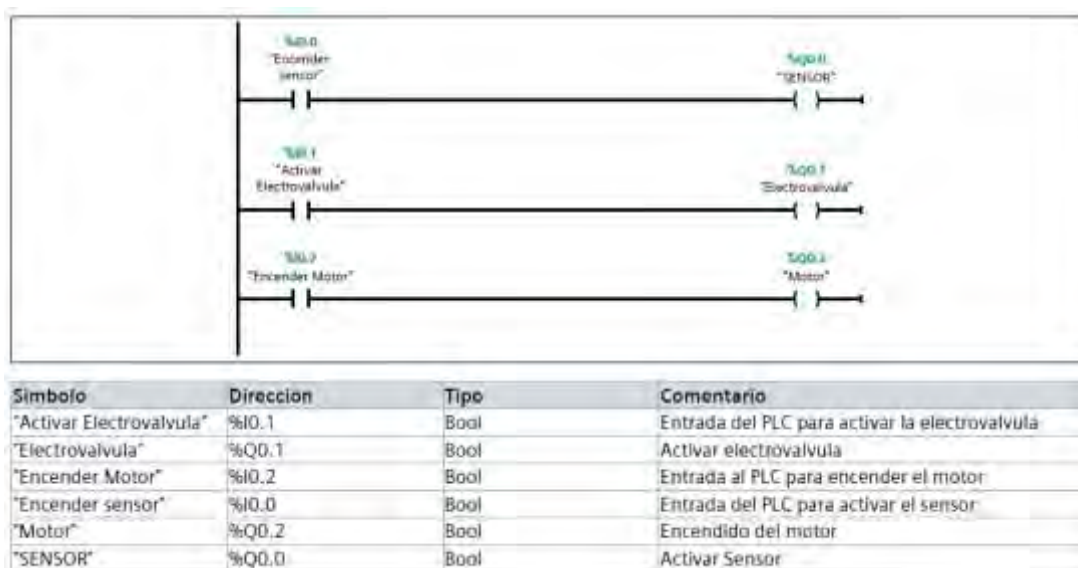 %I0.0
"Encender
sensor"
%Q0.0
"SENSOR"
%I0.1
"Activar
Electrovalvula"
%Q0.1
"Electrovalvula"
%I0.2
"Encender Motor"
%Q0.2
"Motor"
Simbolo Direccion Tipo Comentario
"Activar Electrovalvula" %I0.1 Bool Entrada del PLC para activar la electrovalvula
"Electrovalvula" %Q0.1 Bool Activar electrovalvula
"Encender Motor" %I0.2 Bool Entrada al PLC para encender el motor
"Encender sensor" %I0.0 Bool Entrada del PLC para activar el sensor
"Motor" %Q0.2 Bool Encendido del motor
"SENSOR" %Q0.0 Bool Activar Sensor